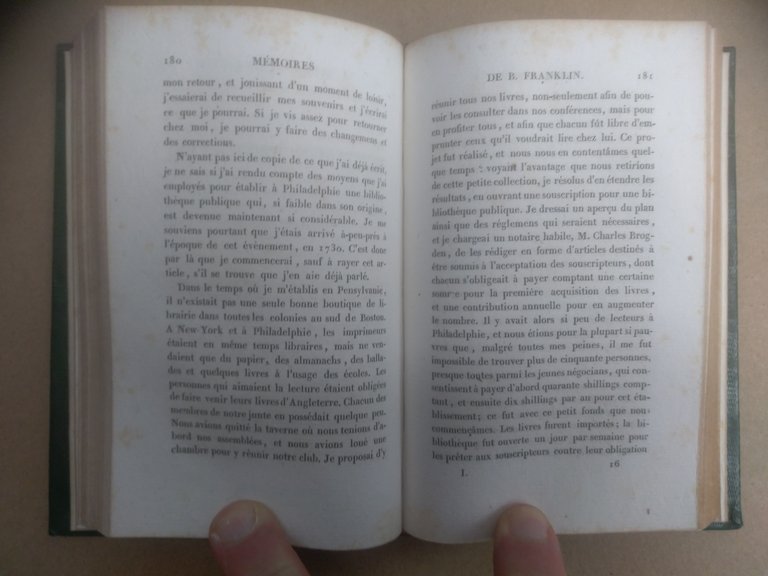 180 MÉMOIRES
mon retour, et jouissant d'un moment de loisir,
j'essaierai de recueillir mes souvenirs et j'écrirai
ce que je pourrai. Si je vis assez pour retourner
chez moi, je pourrai y faire des changemens et
des corrections.
N'ayant pas ici de copie de ce que j'ai déjà écrit,
je ne sais si j'ai rendu compte des moyens que j'ai
employés pour établir à Philadelphie une biblio-
thèque publique qui, si faible dans son origine,
est devenue maintenant si considérable. Je me
souviens pourtant que j'étais arrivé à-peu-près à
l'époque de cet évènement, en 1730. C'est donc
par là que je commencerai, sauf à rayer cet ar-
ticle, s'il se trouve que j'en aie déjà parlé.
Dans le temps où je m'établis en Pensylvanie,
il n'existait pas une seule bonne boutique de li-
brairie dans toutes les colonies au sud de Boston.
A New York et à Philadelphie, les imprimeurs
étaient en même temps libraires, mais ne ven-
daient que du papier, des almanachs, des balla-
des et quelques livres à l'usage des écoles. Les
personnes qui aimaient la lecture étaient obligées
de faire venir leurs livres d'Angleterre. Chacun des
membres de notre junte en possédait quelque peu.
Nous avions quitté la taverne où nous tenions d'a-
bord nos assemblées, et nous avions loué une
chambre pour y réunir notre club. Je proposai d'y
DE B. FRANKLIN. 181
réunir tous nos livres, non-seulement afin de pou-
voir les consulter dans nos conférences, mais pour
en profiter tous, et afin que chacun fût libre d'em-
prunter ceux qu'il voudrait lire chez lui. Ce pro-
jet fut réalisé, et nous nous en contentâmes quel-
que temps : voyant l'avantage que nous retirions
de cette petite collection, je résolus d'en étendre les
résultats, en ouvrant une souscription pour une bi-
bliothèque publique. Je dressai un aperçu du plan
ainsi que des réglemens qui seraient nécessaires,
et je chargeai un notaire habile, M. Charles Brog-
den, de les rédiger en forme d'articles destinés à
être soumis à l'acceptation des souscripteurs, dont
chacun s'obligeait à payer comptant une certaine
somme pour la première acquisition des livres,
et une contribution annuelle pour en augmenter
le nombre. Il y avait alors si peu de lecteurs à
Philadelphie, et nous étions pour la plupart si pau-
vres que, malgré toutes mes peines, il me fut
impossible de trouver plus de cinquante personnes,
presque toutes parmi les jeunes négocians, qui con-
sentissent à payer d'abord quarante shillings comp-
tant, et ensuite dix shillings par an pour cet éta-
blissement; ce fut avec ce petit fonds que nous
commençâmes. Les livres furent importés; la bi-
bliothèque fut ouverte un jour par semaine pour
les prêter aux souscripteurs contre leur obligation
I. 16